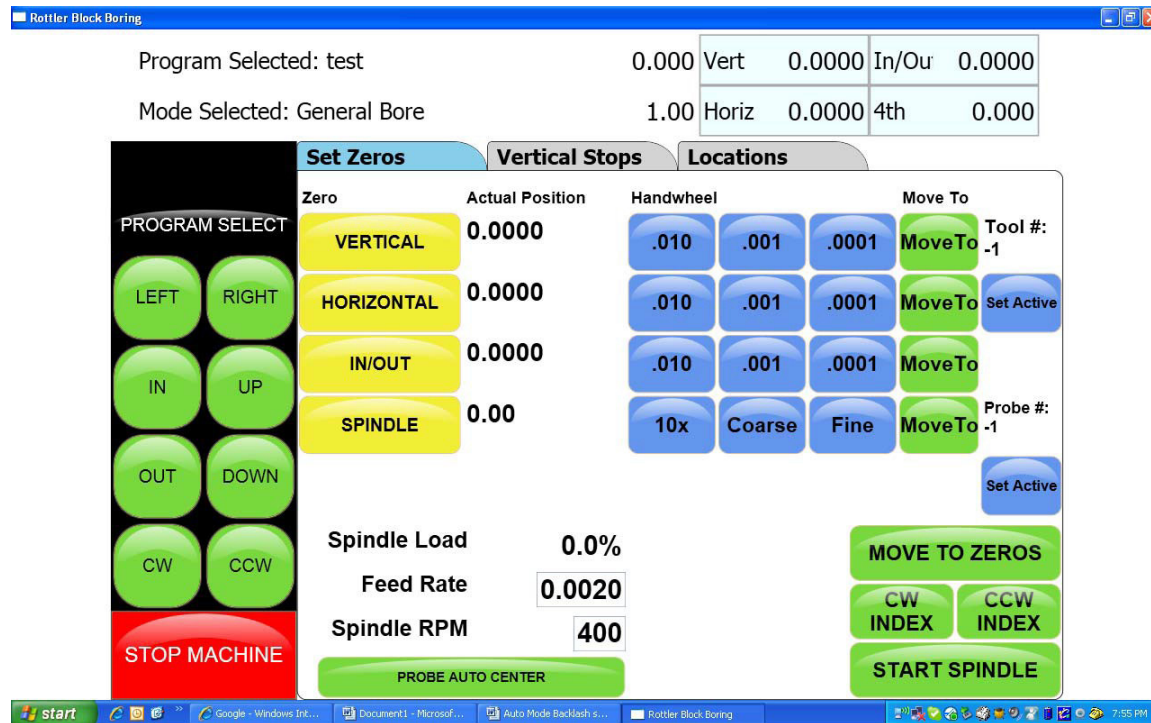 Rottler Block Boring
Program Selected: test
0.000 Vert 0.0000 In/Ou 0.0000
Mode Selected: General Bore
1.00 Horiz 0.0000 4th 0.000
Set Zeros Vertical Stops Locations
Zero Actual Position Handwheel Move To
PROGRAM SELECT
VERTICAL 0.0000 .010 .001 .0001 MoveTo
Tool #:
-1
LEFT RIGHT
HORIZONTAL 0.0000 .010 .001 .0001 MoveTo Set Active
IN UP
IN/OUT 0.0000 .010 .001 .0001 MoveTo
SPINDLE 0.00 10x Coarse Fine MoveTo
Probe #:
-1
OUT DOWN
Set Active
CW CCW
Spindle Load 0.0%
Feed Rate 0.0020
Spindle RPM 400
PROBE AUTO CENTER
MOVE TO ZEROS
CW INDEX
CCW INDEX
START SPINDLE
STOP MACHINE
start
Google - Windows Int...
Document1 - Microsof...
Auto Mode Backlash s...
Rottler Block Boring
7:55 PM